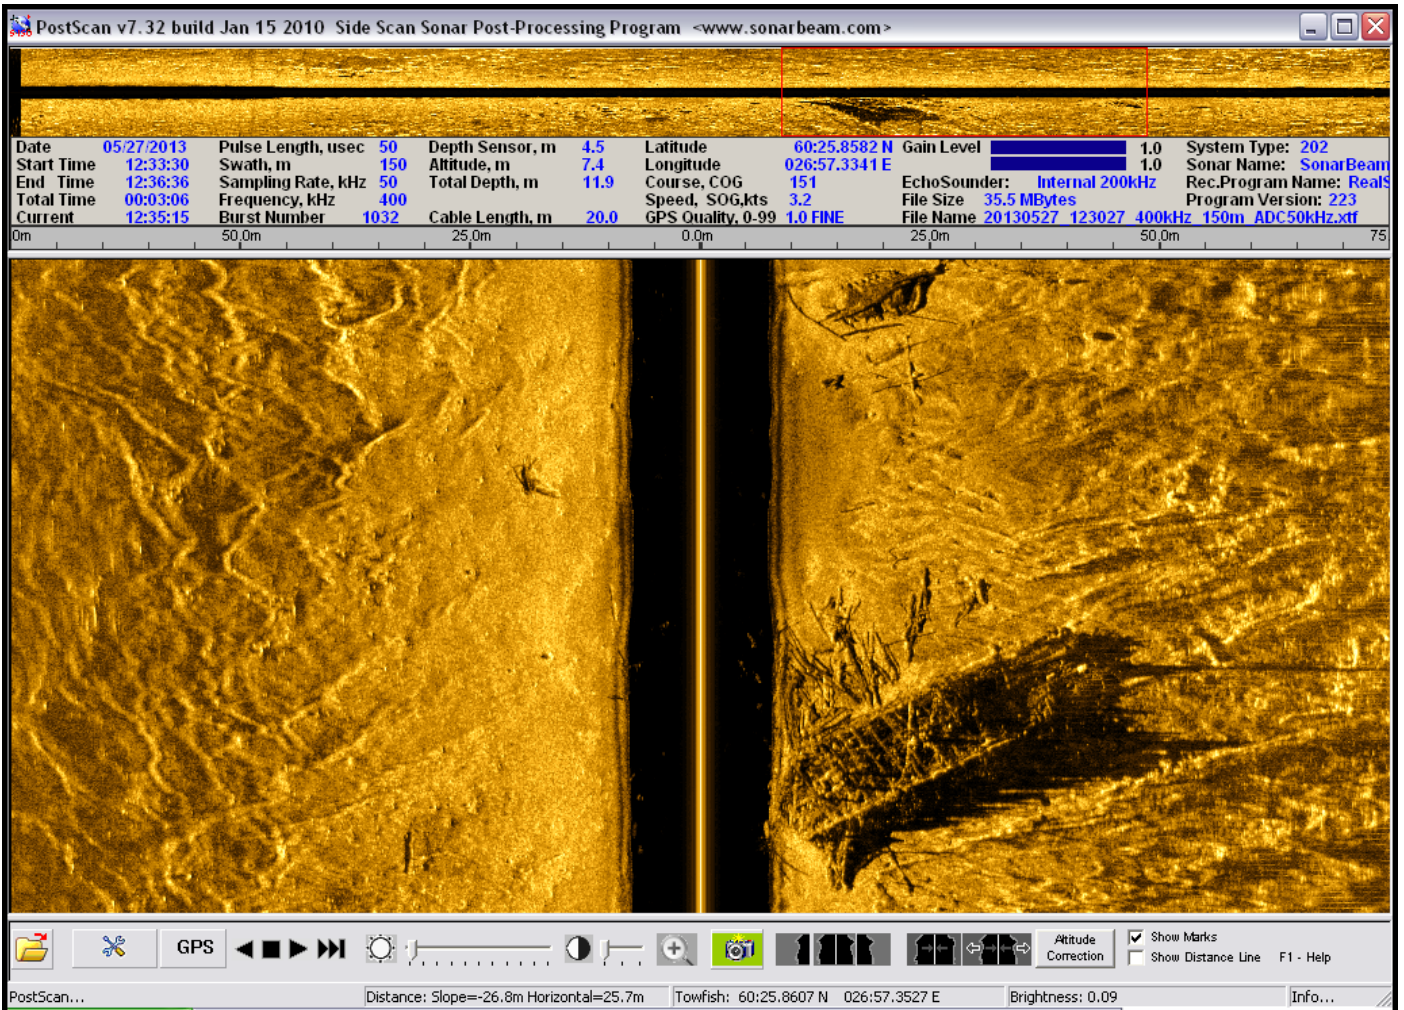 PostScan v7.32 build Jan 15 2010 Side Scan Sonar Post-Processing Program <www.sonarbeam.com>
Date 05/27/2013 Pulse Length, usec 50 Depth Sensor, m 4.5 Latitude 60:25.8582 N Gain Level 1.0 System Type: 202
Start Time 12:33:30 Swath, m 150 Altitude, m 7.4 Longitude 026:57.3341 E 1.0 Sonar Name: SonarBeam
End Time 12:36:36 Sampling Rate, kHz 50 Total Depth, m 11.9 Course, COG 151 EchoSounder: Internal 200kHz Rec.Program Name: RealS
Total Time 00:03:06 Frequency, kHz 400 Speed, SOG,kts 3.2 File Size 35.5 MBytes Program Version: 223
Current 12:35:15 Burst Number 1032 Cable Length, m 20.0 GPS Quality, 0-99 1.0 FINE File Name 20130527_123027_400kHz_150m_ADC50kHz.xtf
0m 50.0m 25.0m 0.0m 25.0m 50.0m 75
GPS
Altitude Correction
Show Marks
Show Distance Line F1 - Help
PostScan... Distance: Slope=-26.8m Horizontal=25.7m Towfish: 60:25.8607 N 026:57.3527 E Brightness: 0.09 Info...